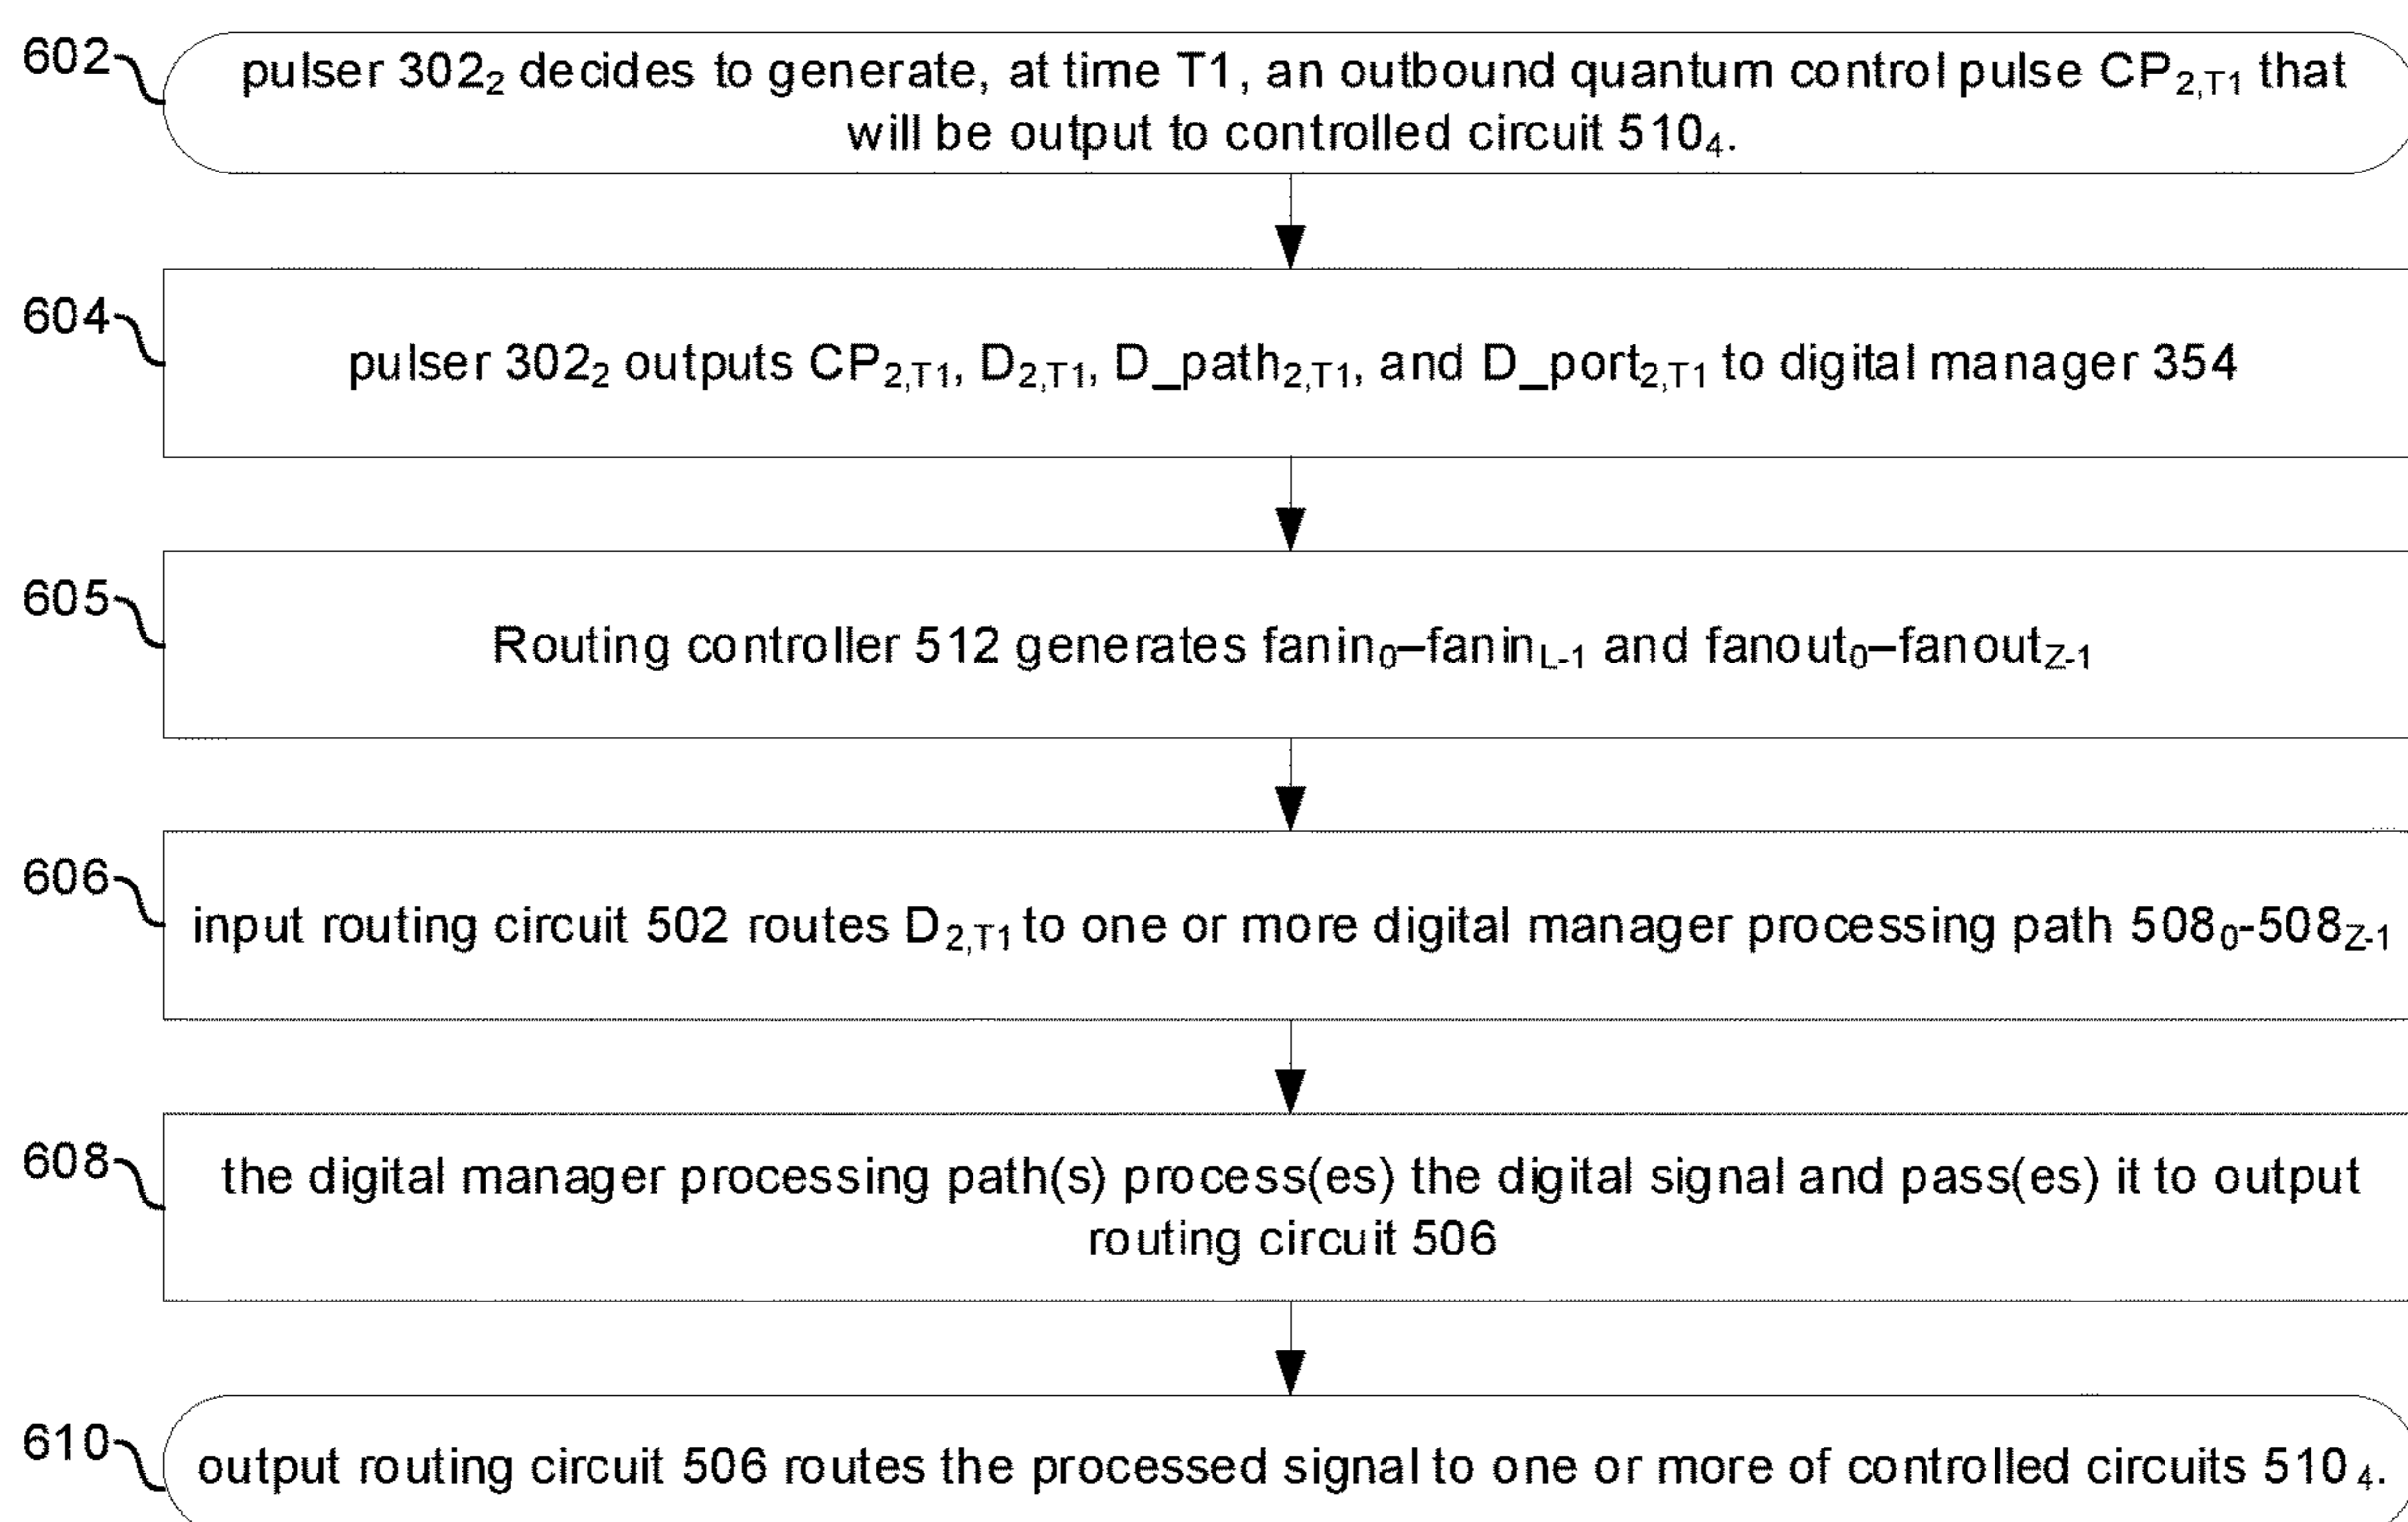 602
pulser 302₂ decides to generate, at time T1, an outbound quantum control pulse CP₂,T1 that
will be output to controlled circuit 510₄.
604
pulser 302₂ outputs CP₂,T1, D₂,T1, D_path₂,T1, and D_port₂,T1 to digital manager 354
605
Routing controller 512 generates fanin₀–faninL-1 and fanout₀–fanoutZ-1
606
input routing circuit 502 routes D₂,T1 to one or more digital manager processing path 508₀-508Z-1
608
the digital manager processing path(s) process(es) the digital signal and pass(es) it to output
routing circuit 506
610
output routing circuit 506 routes the processed signal to one or more of controlled circuits 510₄.